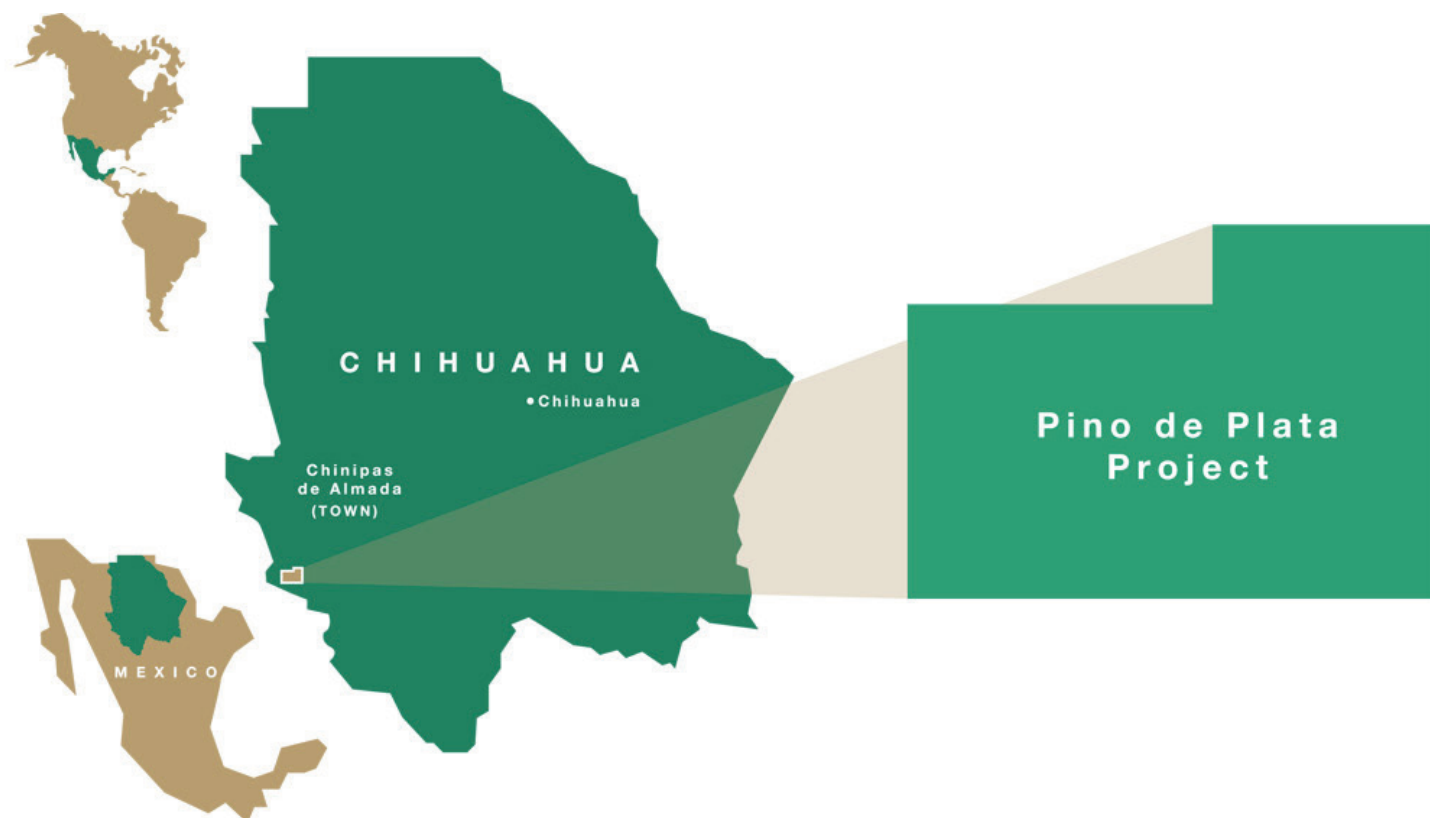 CHIHUAHUA
Chihuahua
Chinipas
de Almada
(TOWN)
Pino de Plata
Project
MEXICO